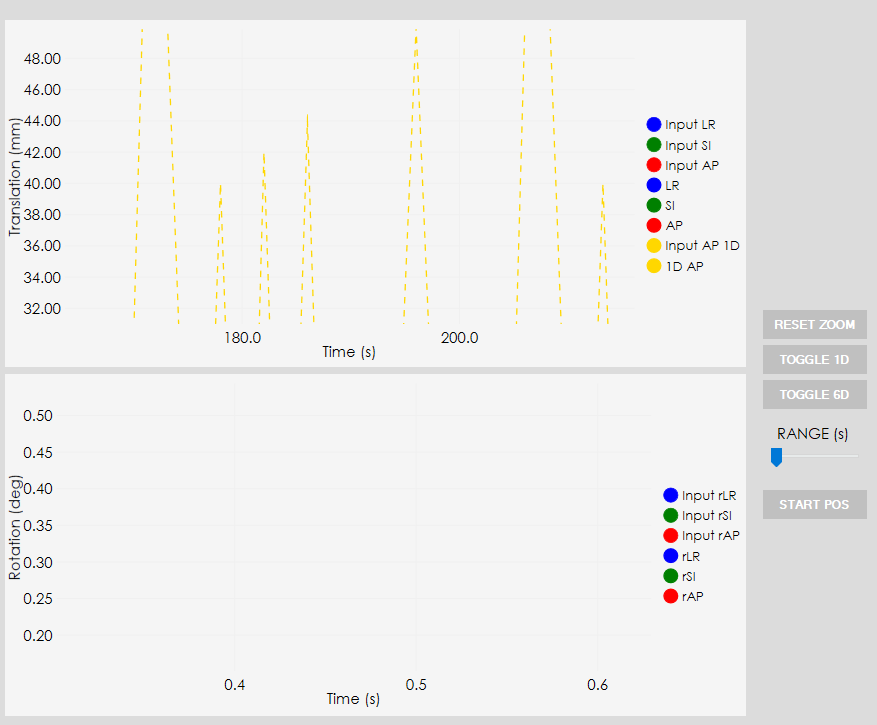 48.00
46.00
44.00
42.00
40.00
38.00
36.00
34.00
32.00
Translation (mm)
180.0
200.0
Time (s)
Input LR
Input SI
Input AP
LR
SI
AP
Input AP 1D
1D AP
0.50
0.45
0.40
0.35
0.30
0.25
0.20
Rotation (deg)
0.4
0.5
0.6
Time (s)
Input rLR
Input rSI
Input rAP
rLR
rSI
rAP
RESET ZOOM
TOGGLE 1D
TOGGLE 6D
RANGE (s)
START POS